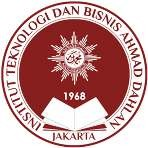 INSTITUT TEKNOLOGI DAN BISNIS AHMAD DAHLAN
1968
JAKARTA